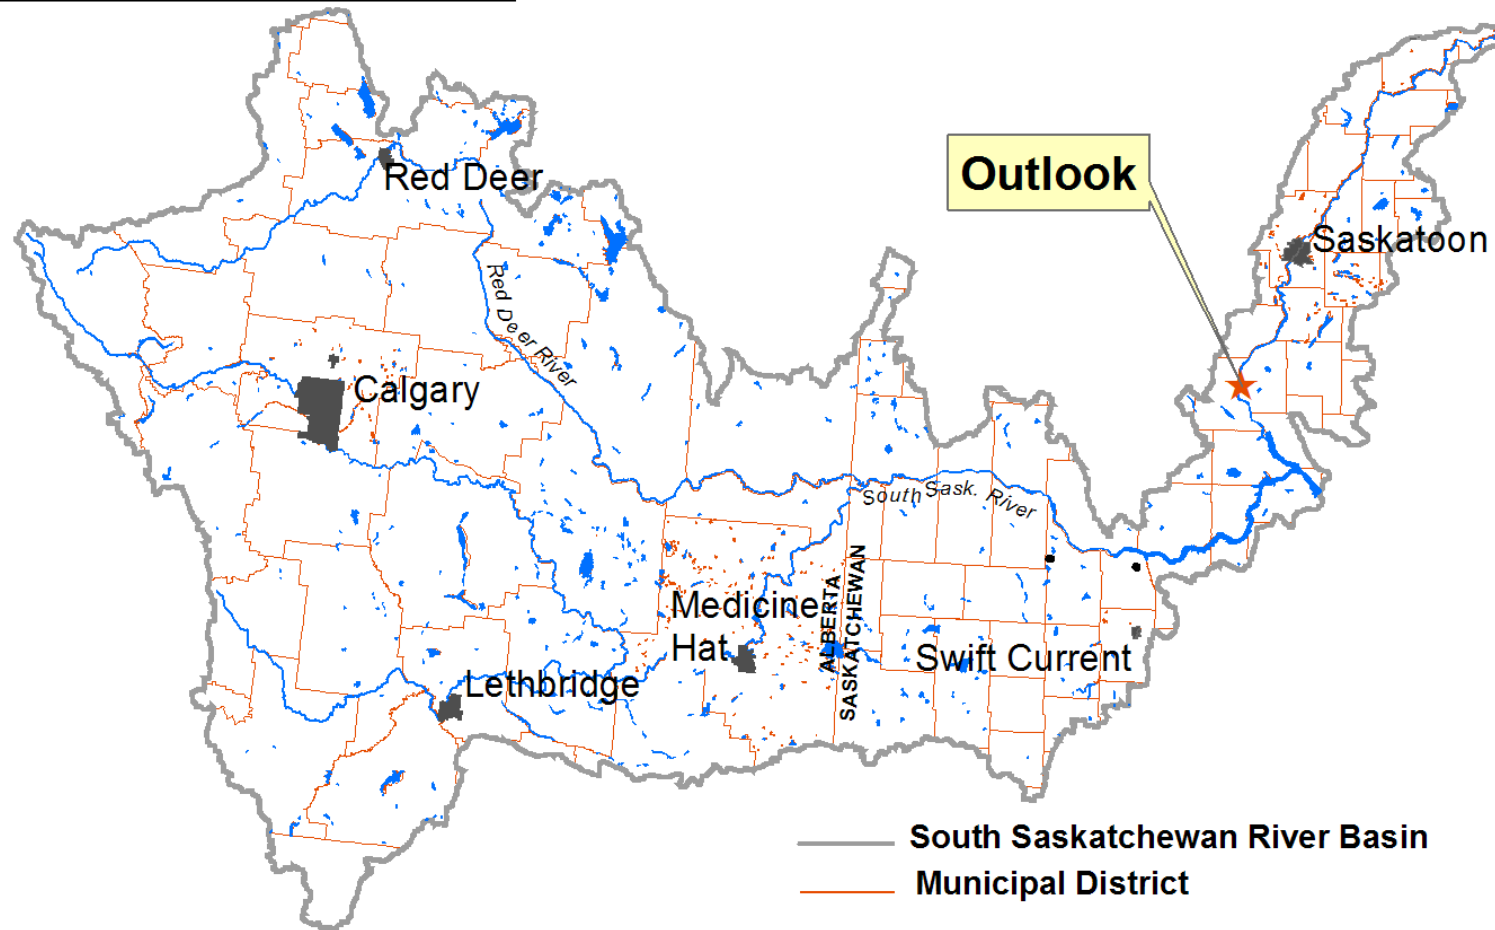 Outlook
Red Deer
Saskatoon
Red Deer River
Calgary
South Sask. River
Medicine
Hat
ALBERTA
SASKATCHEWAN
Swift Current
Lethbridge
South Saskatchewan River Basin
Municipal District